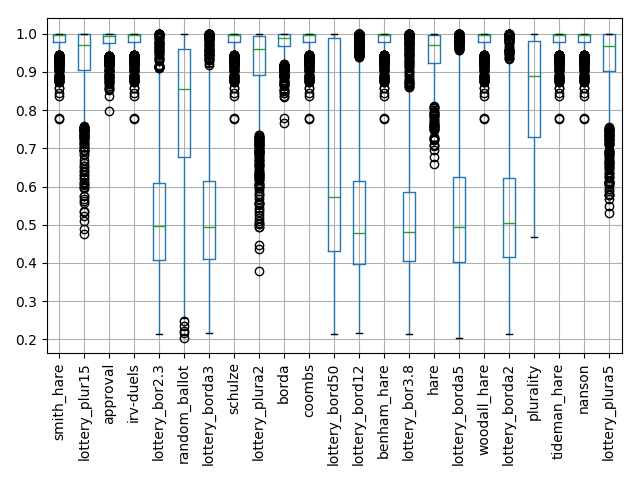 1.0
0.9
0.8
0.7
0.6
0.5
0.4
0.3
0.2
smith_hare
lottery_plur15
approval
irv-duels
lottery_bor2.3
random_ballot
lottery_borda3
schulze
lottery_plura2
borda
coombs
lottery_bord50
lottery_bord12
benham_hare
lottery_bor3.8
hare
lottery_borda5
woodall_hare
lottery_borda2
plurality
tideman_hare
nanson
lottery_plura5